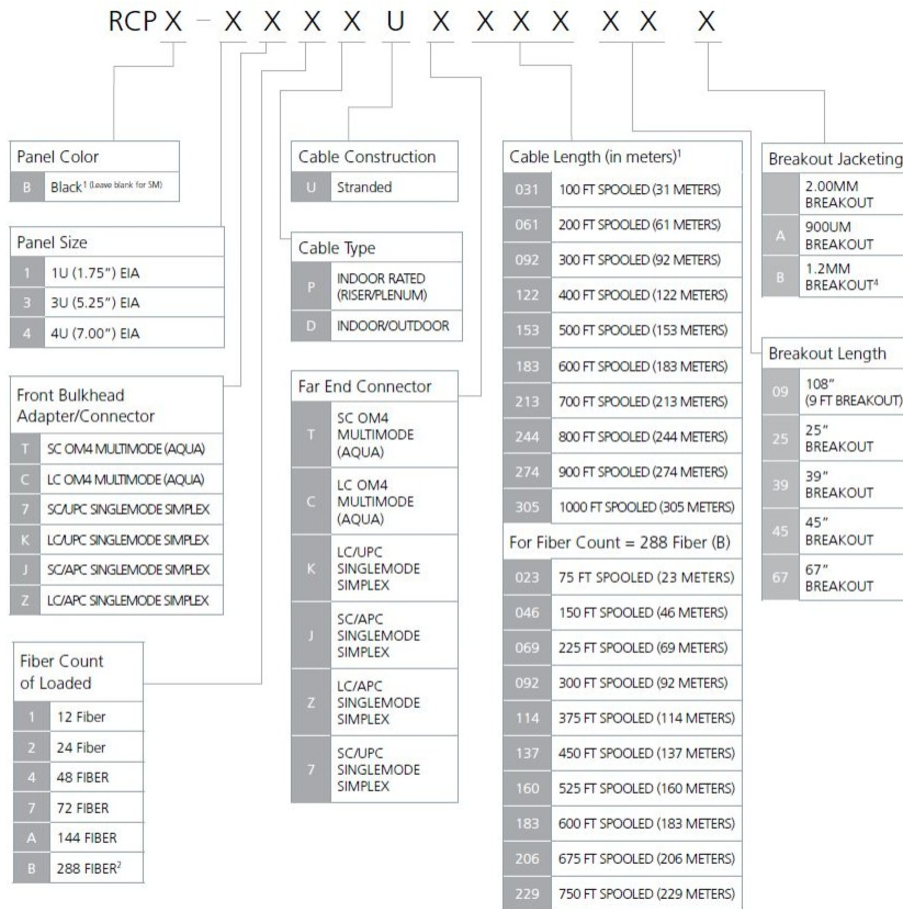 RCP X – X X X X U X X X X X X X
Panel Color
B Black¹ (Leave blank for SM)
Panel Size
1 1U (1.75”) EIA
3 3U (5.25”) EIA
4 4U (7.00”) EIA
Front Bulkhead
Adapter/Connector
T SC OM4 MULTIMODE (AQUA)
C LC OM4 MULTIMODE (AQUA)
7 SC/UPC SINGLEMODE SIMPLEX
K LC/UPC SINGLEMODE SIMPLEX
J SC/APC SINGLEMODE SIMPLEX
Z LC/APC SINGLEMODE SIMPLEX
Fiber Count
of Loaded
1 12 Fiber
2 24 Fiber
4 48 FIBER
7 72 FIBER
A 144 FIBER
B 288 FIBER²
Cable Construction
U Stranded
Cable Type
P INDOOR RATED
(RISER/PLENUM)
D INDOOR/OUTDOOR
Far End Connector
T SC OM4
MULTIMODE
(AQUA)
C LC OM4
MULTIMODE
(AQUA)
K LC/UPC
SINGLEMODE
SIMPLEX
J SC/APC
SINGLEMODE
SIMPLEX
Z LC/APC
SINGLEMODE
SIMPLEX
7 SC/UPC
SINGLEMODE
SIMPLEX
Cable Length (in meters)¹
031 100 FT SPOOLED (31 METERS)
061 200 FT SPOOLED (61 METERS)
092 300 FT SPOOLED (92 METERS)
122 400 FT SPOOLED (122 METERS)
153 500 FT SPOOLED (153 METERS)
183 600 FT SPOOLED (183 METERS)
213 700 FT SPOOLED (213 METERS)
244 800 FT SPOOLED (244 METERS)
274 900 FT SPOOLED (274 METERS)
305 1000 FT SPOOLED (305 METERS)
For Fiber Count = 288 Fiber (B)
023 75 FT SPOOLED (23 METERS)
046 150 FT SPOOLED (46 METERS)
069 225 FT SPOOLED (69 METERS)
092 300 FT SPOOLED (92 METERS)
114 375 FT SPOOLED (114 METERS)
137 450 FT SPOOLED (137 METERS)
160 525 FT SPOOLED (160 METERS)
183 600 FT SPOOLED (183 METERS)
206 675 FT SPOOLED (206 METERS)
229 750 FT SPOOLED (229 METERS)
Breakout Jacketing
2.00MM
BREAKOUT
A 900UM
BREAKOUT
B 1.2MM
BREAKOUT⁴
Breakout Length
09 108”
(9 FT BREAKOUT)
25 25”
BREAKOUT
39 39”
BREAKOUT
45 45”
BREAKOUT
67 67”
BREAKOUT